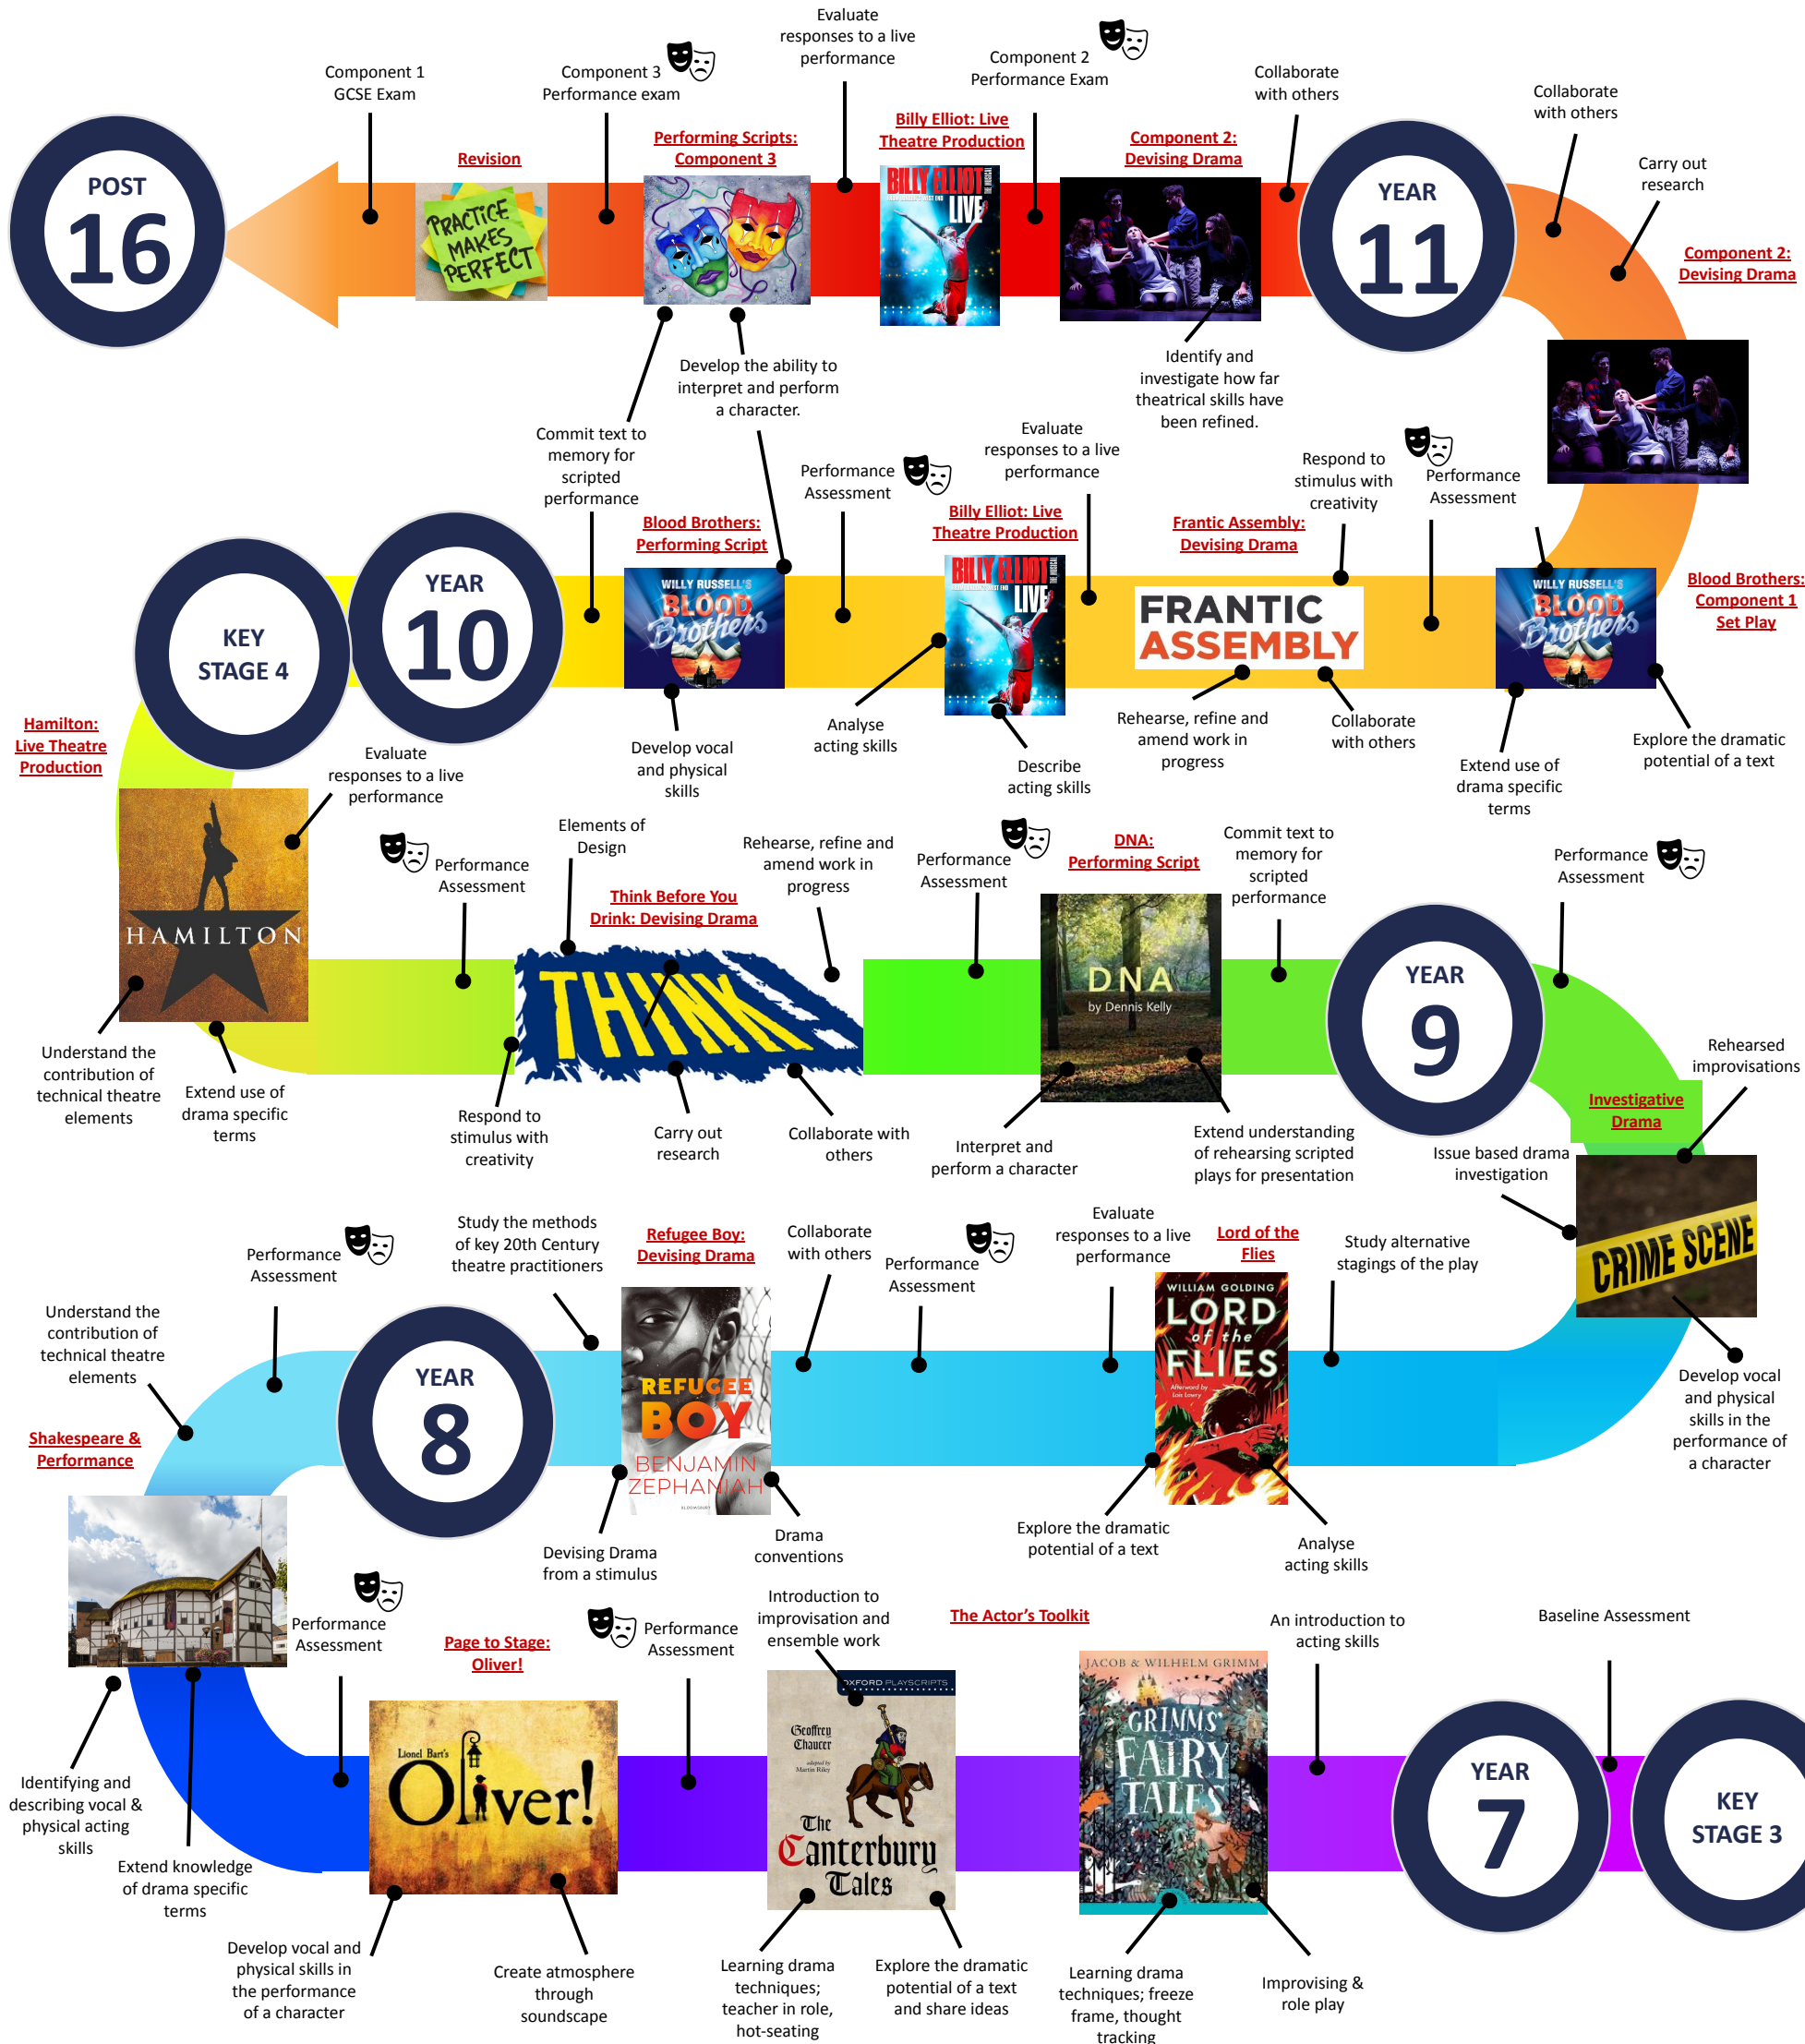 Evaluate
responses to a live
performance
Component 1
GCSE Exam
Component 3
Performance exam
Component 2
Performance Exam
Collaborate
with others
Collaborate
with others
Carry out
research
POST
16
Revision
PRACTICE
MAKES
PERFECT
Performing Scripts:
Component 3
Billy Elliot: Live
Theatre Production
BILLY ELLIOT
THE MUSICAL
LIVE
Component 2:
Devising Drama
YEAR
11
Component 2:
Devising Drama
Develop the ability to
interpret and perform
a character.
Identify and
investigate how far
theatrical skills have
been refined.
Commit text to
memory for
scripted
performance
Performance
Assessment
Evaluate
responses to a live
performance
Respond to
stimulus with
creativity
Performance
Assessment
KEY
STAGE 4
YEAR
10
Blood Brothers:
Performing Script
WILLY RUSSELL'S
BLOOD
Brothers
Billy Elliot: Live
Theatre Production
BILLY ELLIOT
THE MUSICAL
LIVE
Frantic Assembly:
Devising Drama
FRANTIC
ASSEMBLY
WILLY RUSSELL'S
BLOOD
Brothers
Blood Brothers:
Component 1
Set Play
Develop vocal
and physical
skills
Analyse
acting skills
Describe
acting skills
Rehearse, refine and
amend work in
progress
Collaborate
with others
Extend use of
drama specific
terms
Explore the dramatic
potential of a text
Hamilton:
Live Theatre
Production
Evaluate
responses to a live
performance
HAMILTON
Performance
Assessment
Elements of
Design
Think Before You
Drink: Devising Drama
THINK!
Rehearse, refine and
amend work in
progress
Performance
Assessment
DNA:
Performing Script
DNA
by Dennis Kelly
Commit text to
memory for
scripted
performance
YEAR
9
Performance
Assessment
Understand the
contribution of
technical theatre
elements
Extend use of
drama specific
terms
Respond to
stimulus with
creativity
Carry out
research
Collaborate with
others
Interpret and
perform a character
Extend understanding
of rehearsing scripted
plays for presentation
Rehearsed
improvisations
Investigative
Drama
Issue based drama
investigation
CRIME SCENE
Develop vocal
and physical
skills in the
performance of
a character
Understand the
contribution of
technical theatre
elements
Performance
Assessment
YEAR
8
Study the methods
of key 20th Century
theatre practitioners
Refugee Boy:
Devising Drama
REFUGEE
BOY
BENJAMIN
ZEPHANIAH
BLOOMSBURY
Collaborate
with others
Performance
Assessment
Evaluate
responses to a live
performance
Lord of the
Flies
WILLIAM GOLDING
LORD
of the
FLIES
Afterword by
Lois Lowry
Study alternative
stagings of the play
Devising Drama
from a stimulus
Drama
conventions
Explore the dramatic
potential of a text
Analyse
acting skills
Shakespeare &
Performance
Identifying and
describing vocal &
physical acting
skills
Extend knowledge
of drama specific
terms
Performance
Assessment
Page to Stage:
Oliver!
Lionel Bart's
Oliver!
Performance
Assessment
Introduction to
improvisation and
ensemble work
OXFORD PLAYSCRIPTS
Geoffrey
Chaucer
adapted by
Martin Riley
The
Canterbury
Tales
The Actor's Toolkit
JACOB & WILHELM GRIMM
GRIMMS'
FAIRY
TALES
An introduction to
acting skills
YEAR
7
Baseline Assessment
KEY
STAGE 3
Develop vocal and
physical skills in
the performance
of a character
Create atmosphere
through
soundscape
Learning drama
techniques;
teacher in role,
hot-seating
Explore the dramatic
potential of a text
and share ideas
Learning drama
techniques; freeze
frame, thought
tracking
Improvising &
role play